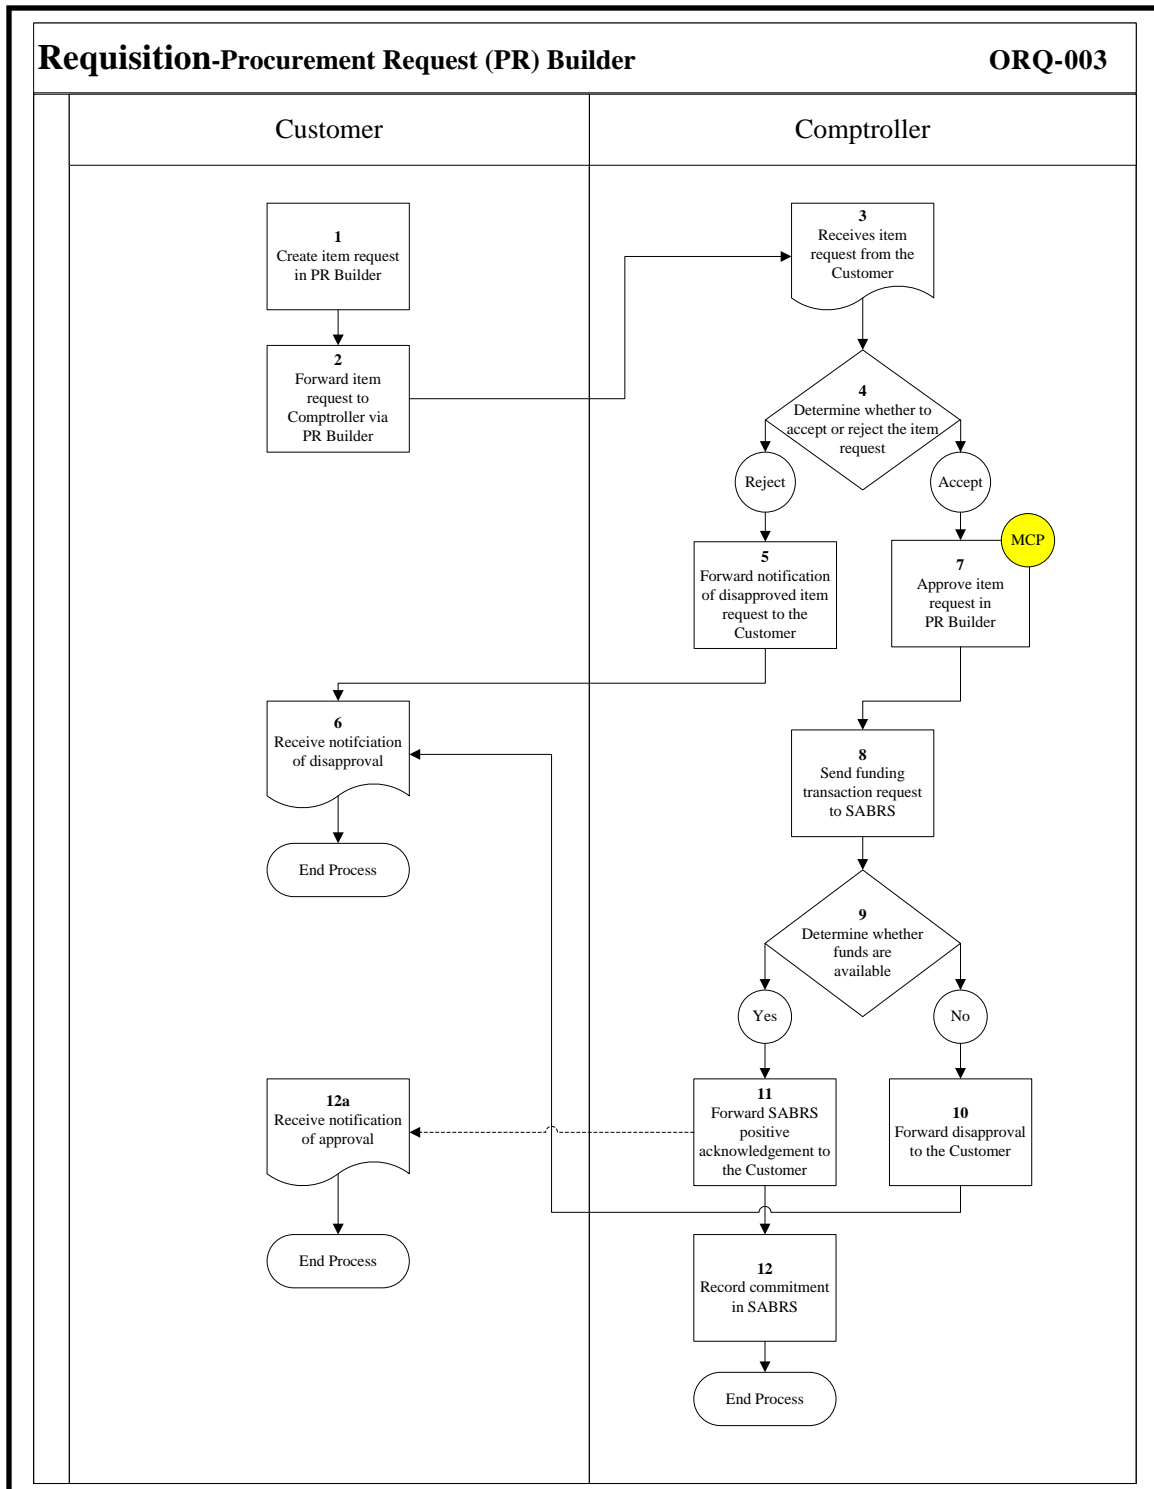 Requisition-Procurement Request (PR) Builder ORQ-003
Customer
Comptroller
1
Create item request
in PR Builder
2
Forward item
request to
Comptroller via
PR Builder
3
Receives item
request from the
Customer
4
Determine whether to
accept or reject the item
request
Reject
Accept
MCP
5
Forward notification
of disapproved item
request to the
Customer
7
Approve item
request in
PR Builder
6
Receive notifciation
of disapproval
End Process
8
Send funding
transaction request
to SABRS
9
Determine whether
funds are
available
Yes
No
12a
Receive notification
of approval
End Process
11
Forward SABRS
positive
acknowledgement to
the Customer
10
Forward disapproval
to the Customer
12
Record commitment
in SABRS
End Process